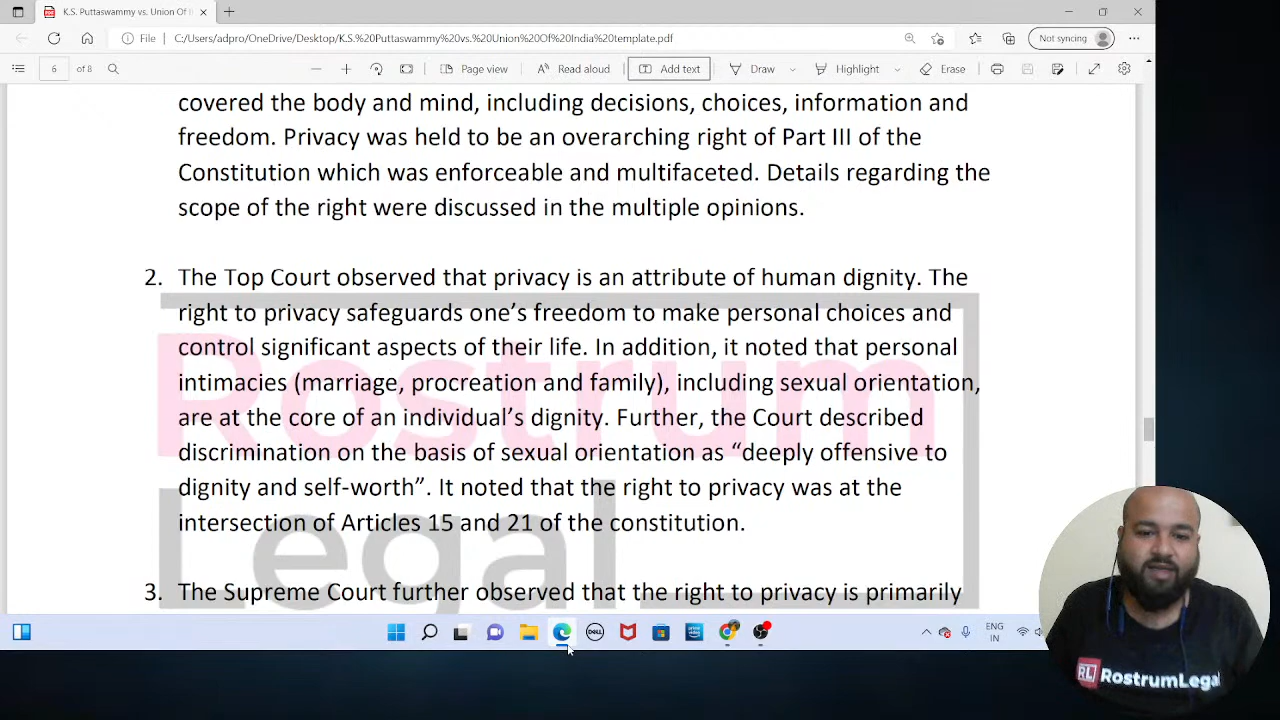 K.S. Puttaswammy vs. Union Of I
File
C:/Users/adpro/OneDrive/Desktop/K.S.%20Puttaswammy%20vs.%20Union%20Of%20India%20template.pdf
Not syncing
6 of 8
Page view
Read aloud
Add text
Draw
Highlight
Erase
covered the body and mind, including decisions, choices, information and
freedom. Privacy was held to be an overarching right of Part III of the
Constitution which was enforceable and multifaceted. Details regarding the
scope of the right were discussed in the multiple opinions.
2. The Top Court observed that privacy is an attribute of human dignity. The
right to privacy safeguards one’s freedom to make personal choices and
control significant aspects of their life. In addition, it noted that personal
intimacies (marriage, procreation and family), including sexual orientation,
are at the core of an individual’s dignity. Further, the Court described
discrimination on the basis of sexual orientation as “deeply offensive to
dignity and self-worth”. It noted that the right to privacy was at the
intersection of Articles 15 and 21 of the constitution.
3. The Supreme Court further observed that the right to privacy is primarily
Rostrum
Legal
DELL
prime video
ENG
IN
RL RostrumLegal